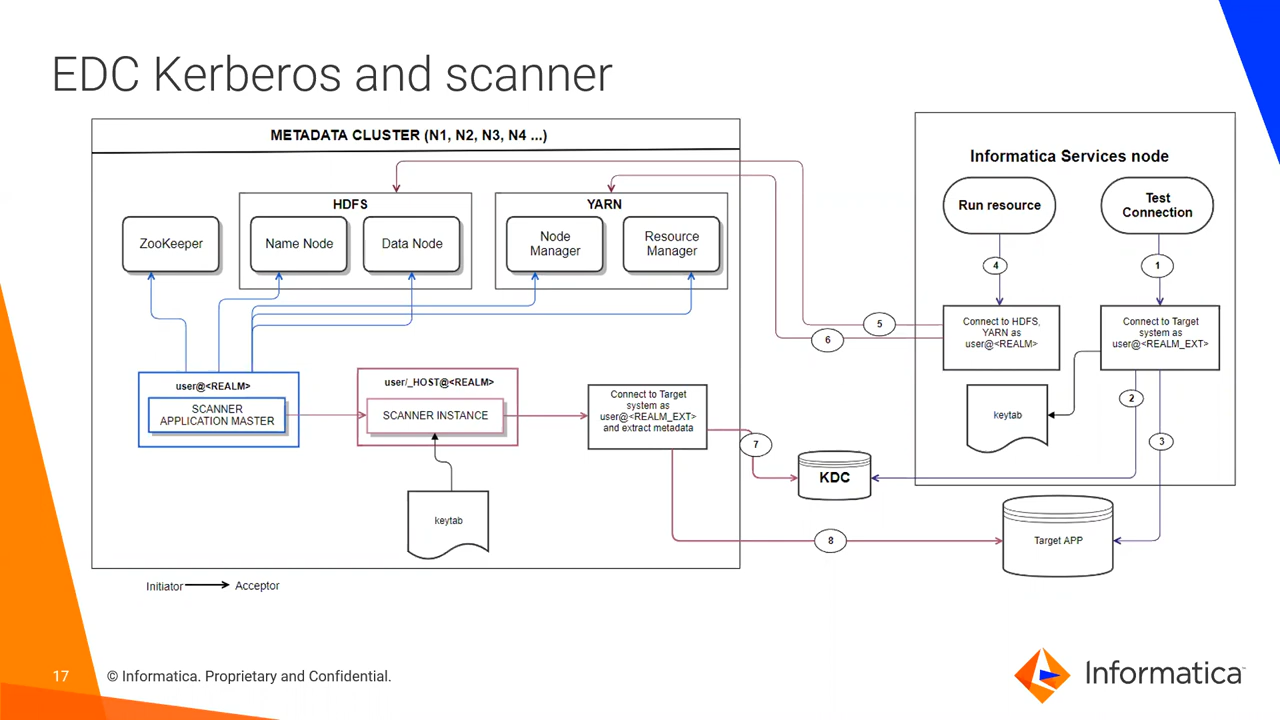 EDC Kerberos and scanner
METADATA CLUSTER (N1, N2, N3, N4 ...)
HDFS
YARN
ZooKeeper
Name Node
Data Node
Node
Manager
Resource
Manager
user@<REALM>
SCANNER
APPLICATION MASTER
user/_HOST@<REALM>
SCANNER INSTANCE
keytab
Connect to Target
system as
user@<REALM_EXT>
and extract metadata
Informatica Services node
Run resource
Test
Connection
4
1
Connect to HDFS,
YARN as
user@<REALM>
Connect to Target
system as
user@<REALM_EXT>
5
6
keytab
2
3
7
KDC
8
Target APP
Initiator
Acceptor
17
© Informatica. Proprietary and Confidential.
Informatica